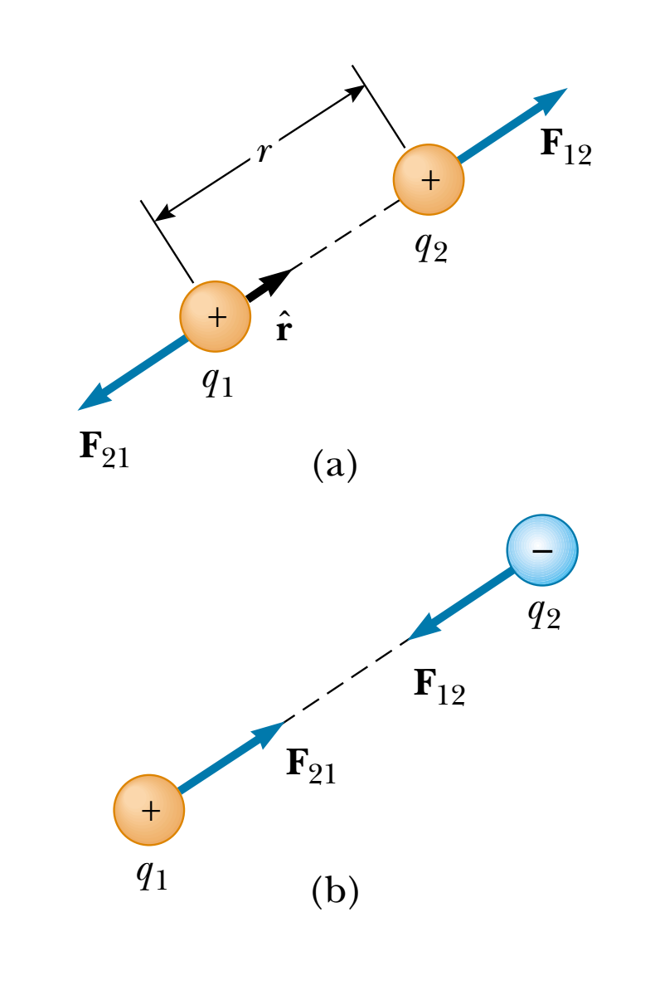 r
+
F₁₂
q₂
+
r̂
q₁
F₂₁
(a)
−
q₂
F₁₂
F₂₁
+
q₁
(b)